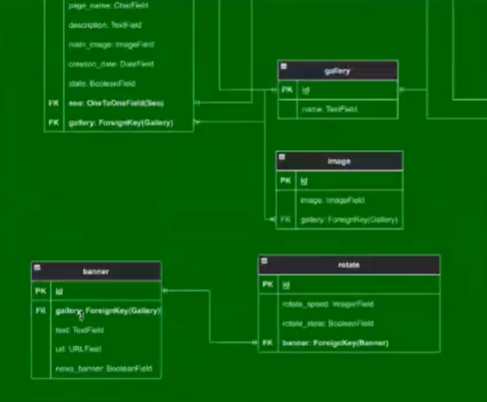 page_name: CharField
description: TextField
main_image: ImageField
creation_date: DateField
state: BooleanField
FK seo: OneToOneField(Seo)
FK gallery: ForeignKey(Gallery)
gallery
PK id
name: TextField
image
PK id
image: ImageField
FK gallery: ForeignKey(Gallery)
banner
PK id
FK gallery: ForeignKey(Gallery)
text: TextField
url: URLField
news_banner: BooleanField
rotate
PK id
rotate_speed: IntegerField
rotate_state: BooleanField
FK banner: ForeignKey(Banner)